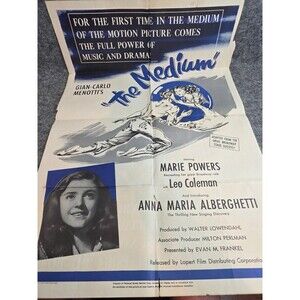 FOR THE FIRST TIME IN THE MEDIUM
OF THE MOTION PICTURE COMES
THE FULL POWER OF
MUSIC AND DRAMA
GIAN-CARLO
MENOTTI'S
"the Medium"
starring
MARIE POWERS
with Leo Coleman
And introducing
ANNA MARIA ALBERGHETTI
The Thrilling New Singing Discovery
Produced by WALTER LOWENDAHL
Associate Producer MILTON PERLMAN
Presented by EVAN M. FRANKEL
Released by Lopert Film Distributing Corporation